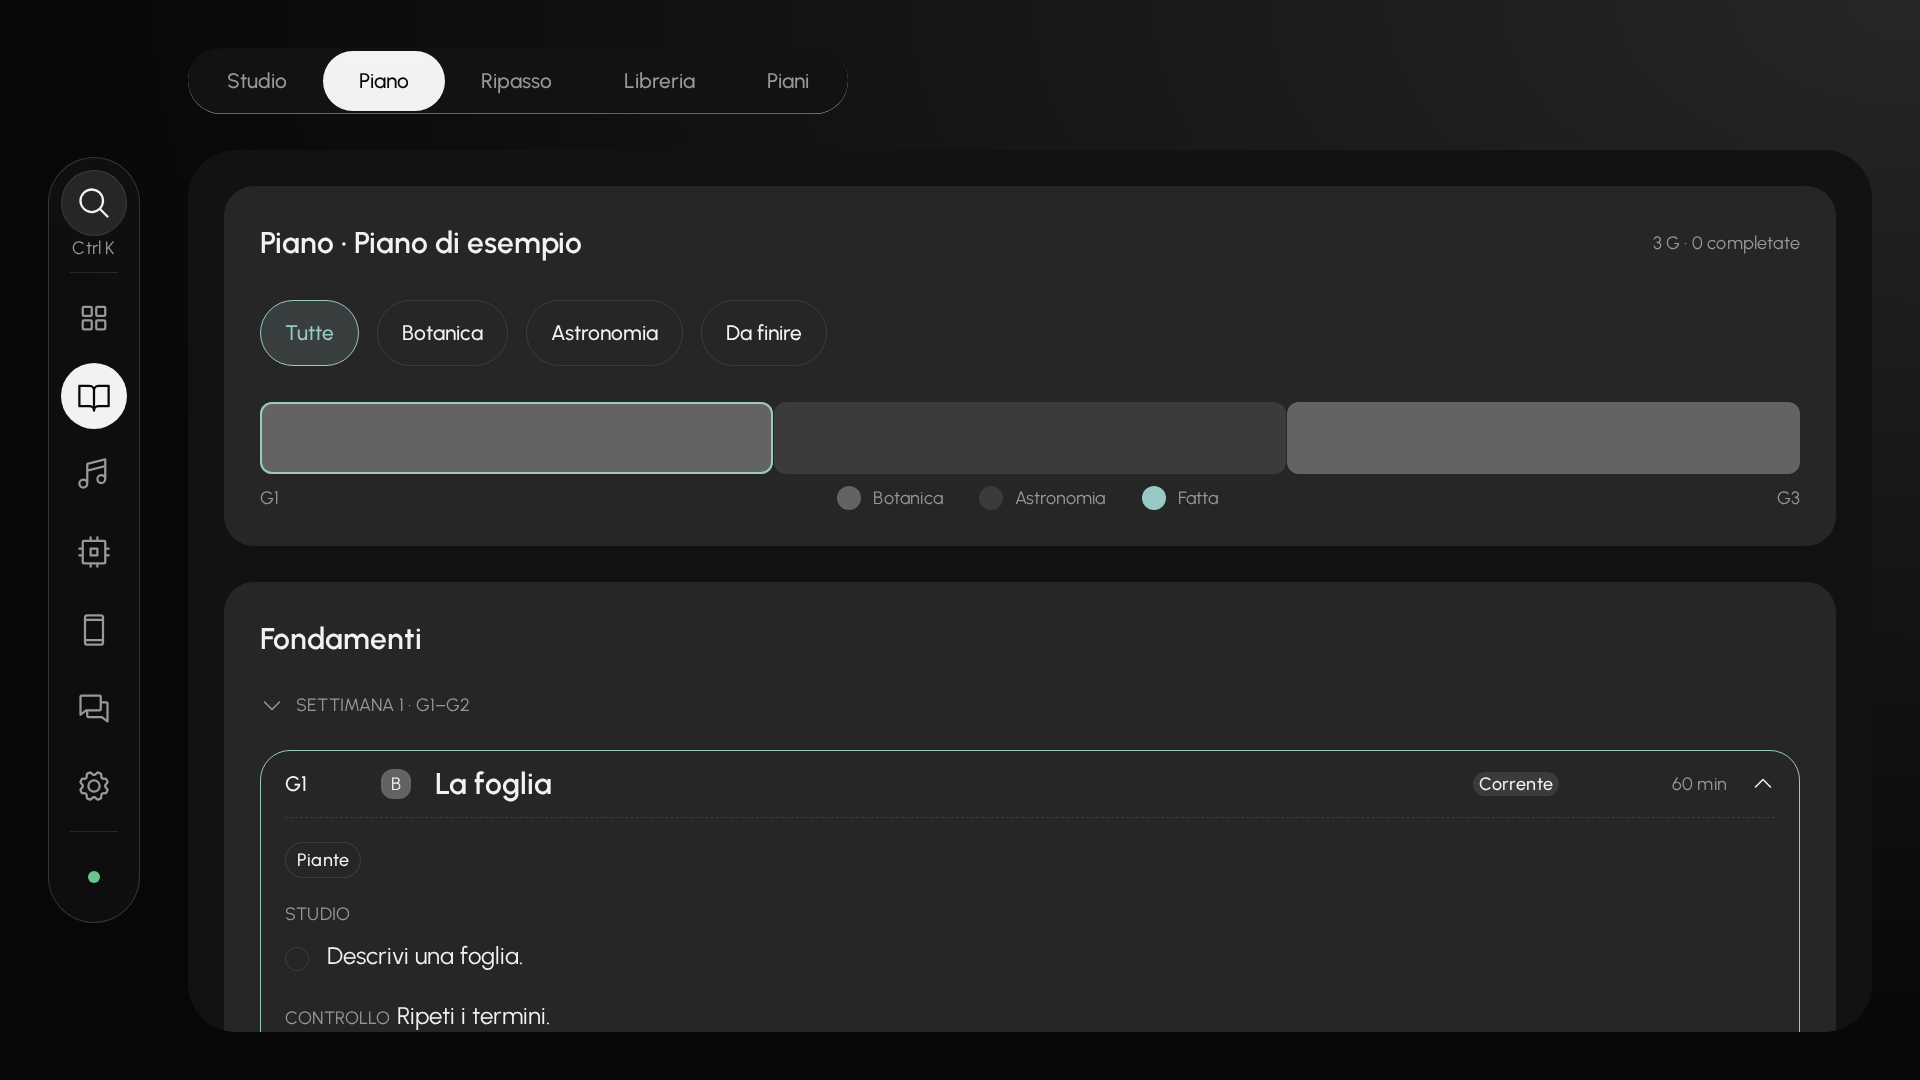 Studio Piano Ripasso Libreria Piani
Ctrl K
Piano · Piano di esempio
3 G · 0 completate
Tutte Botanica Astronomia Da finire
G1 Botanica Astronomia Fatta G3
Fondamenti
SETTIMANA 1 · G1–G2
G1 B La foglia Corrente 60 min
Piante
STUDIO
Descrivi una foglia.
CONTROLLO Ripeti i termini.